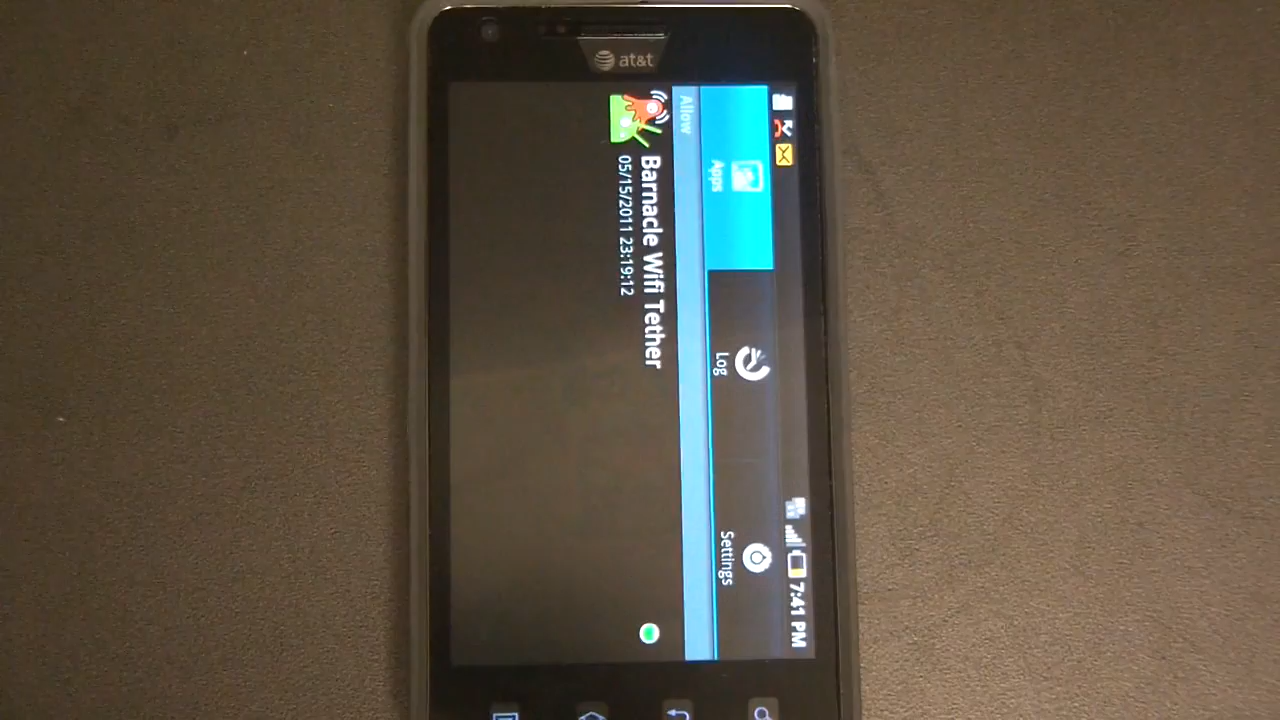 at&t
7:41 PM
Apps
Log
Settings
Allow
Barnacle Wifi Tether
05/15/2011 23:19:12